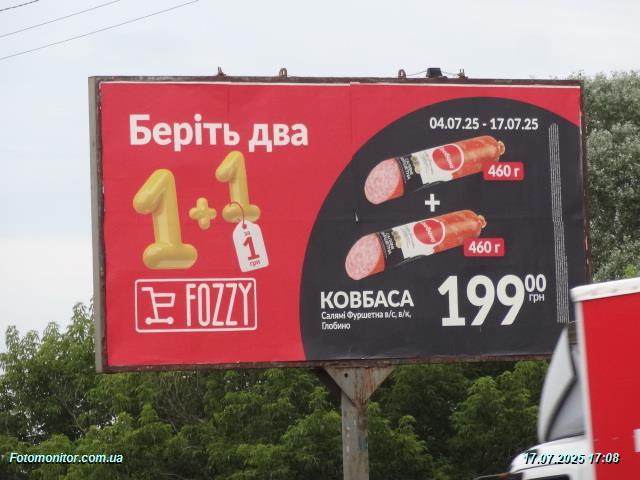 Беріть два
1+1
за
1
грн
FOZZY
04.07.25 - 17.07.25
460 г
+
460 г
КОВБАСА
Салямі Фуршетна в/с, в/к,
Глобино
199 00
грн
Fotomonitor.com.ua
17.07.2025 17:08